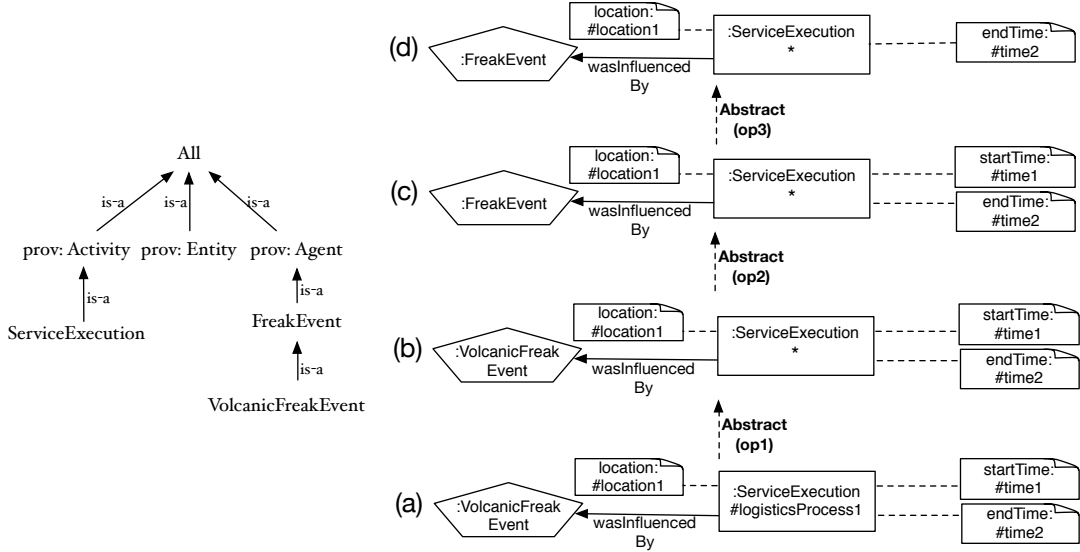 All
is-a
is-a
is-a
prov: Activity
prov: Entity
prov: Agent
is-a
is-a
ServiceExecution
FreakEvent
is-a
VolcanicFreakEvent
(d)
:FreakEvent
location:
#location1
wasInfluenced
By
:ServiceExecution
*
endTime:
#time2
Abstract
(op3)
(c)
:FreakEvent
location:
#location1
wasInfluenced
By
:ServiceExecution
*
startTime:
#time1
endTime:
#time2
Abstract
(op2)
(b)
:VolcanicFreak
Event
location:
#location1
wasInfluenced
By
:ServiceExecution
*
startTime:
#time1
endTime:
#time2
Abstract
(op1)
(a)
:VolcanicFreak
Event
location:
#location1
wasInfluenced
By
:ServiceExecution
#logisticsProcess1
startTime:
#time1
endTime:
#time2